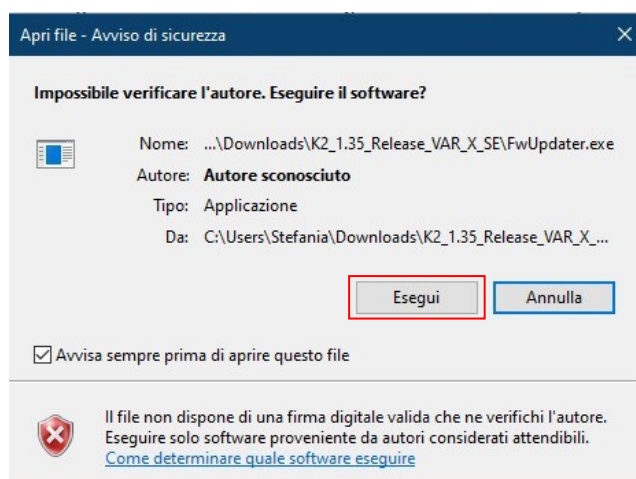 Apri file - Avviso di sicurezza
Impossibile verificare l'autore. Eseguire il software?
Nome: ...\Downloads\K2_1.35_Release_VAR_X_SE\FwUpdater.exe
Autore: Autore sconosciuto
Tipo: Applicazione
Da: C:\Users\Stefania\Downloads\K2_1.35_Release_VAR_X_...
Esegui Annulla
Avvisa sempre prima di aprire questo file
Il file non dispone di una firma digitale valida che ne verifichi l'autore.
Eseguire solo software proveniente da autori considerati attendibili.
Come determinare quale software eseguire